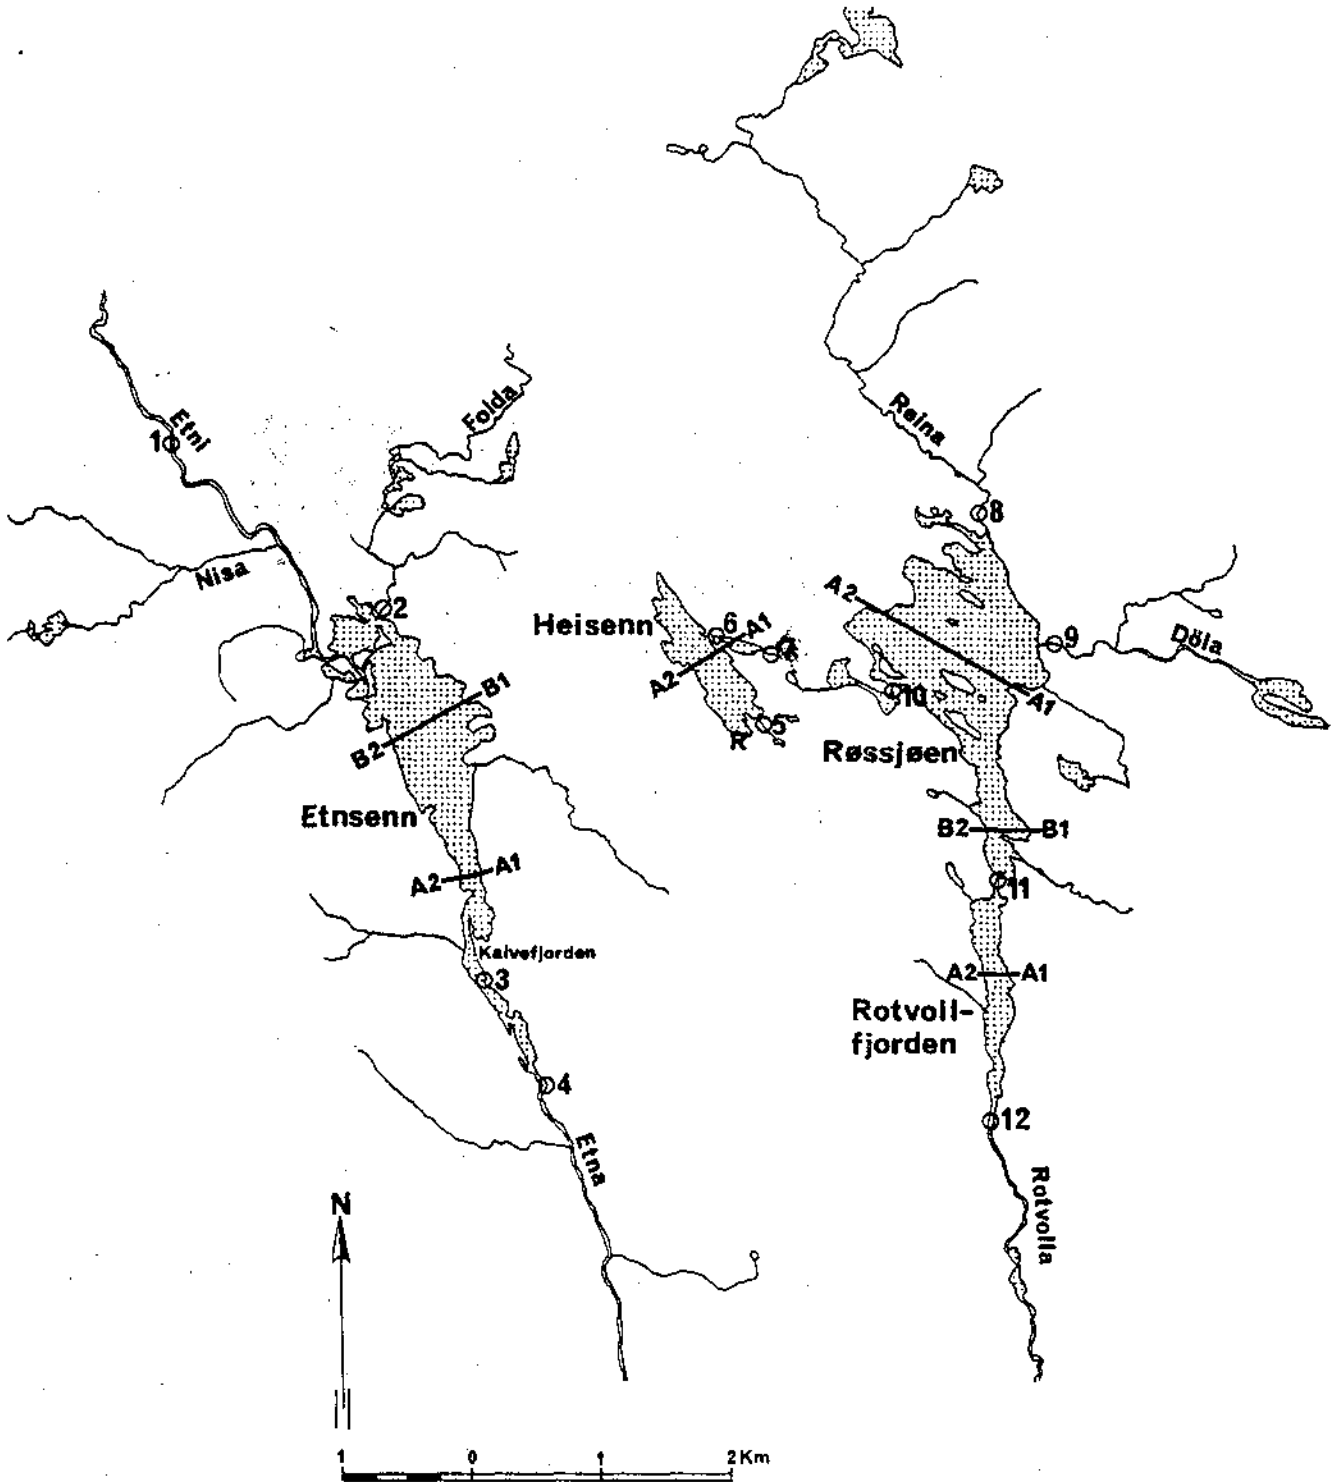 Etni
1
Folda
Nisa
2
B1
B2
Etnsenn
A2
A1
Kalvefjorden
3
4
Etna
Heisenn
6
A1
7
A2
5
R
Reina
8
A2
9
Döla
10
A1
Røssjøen
B2
B1
11
A2
A1
Rotvoll-
fjorden
12
Rotvolla
N
1 0 1 2 Km